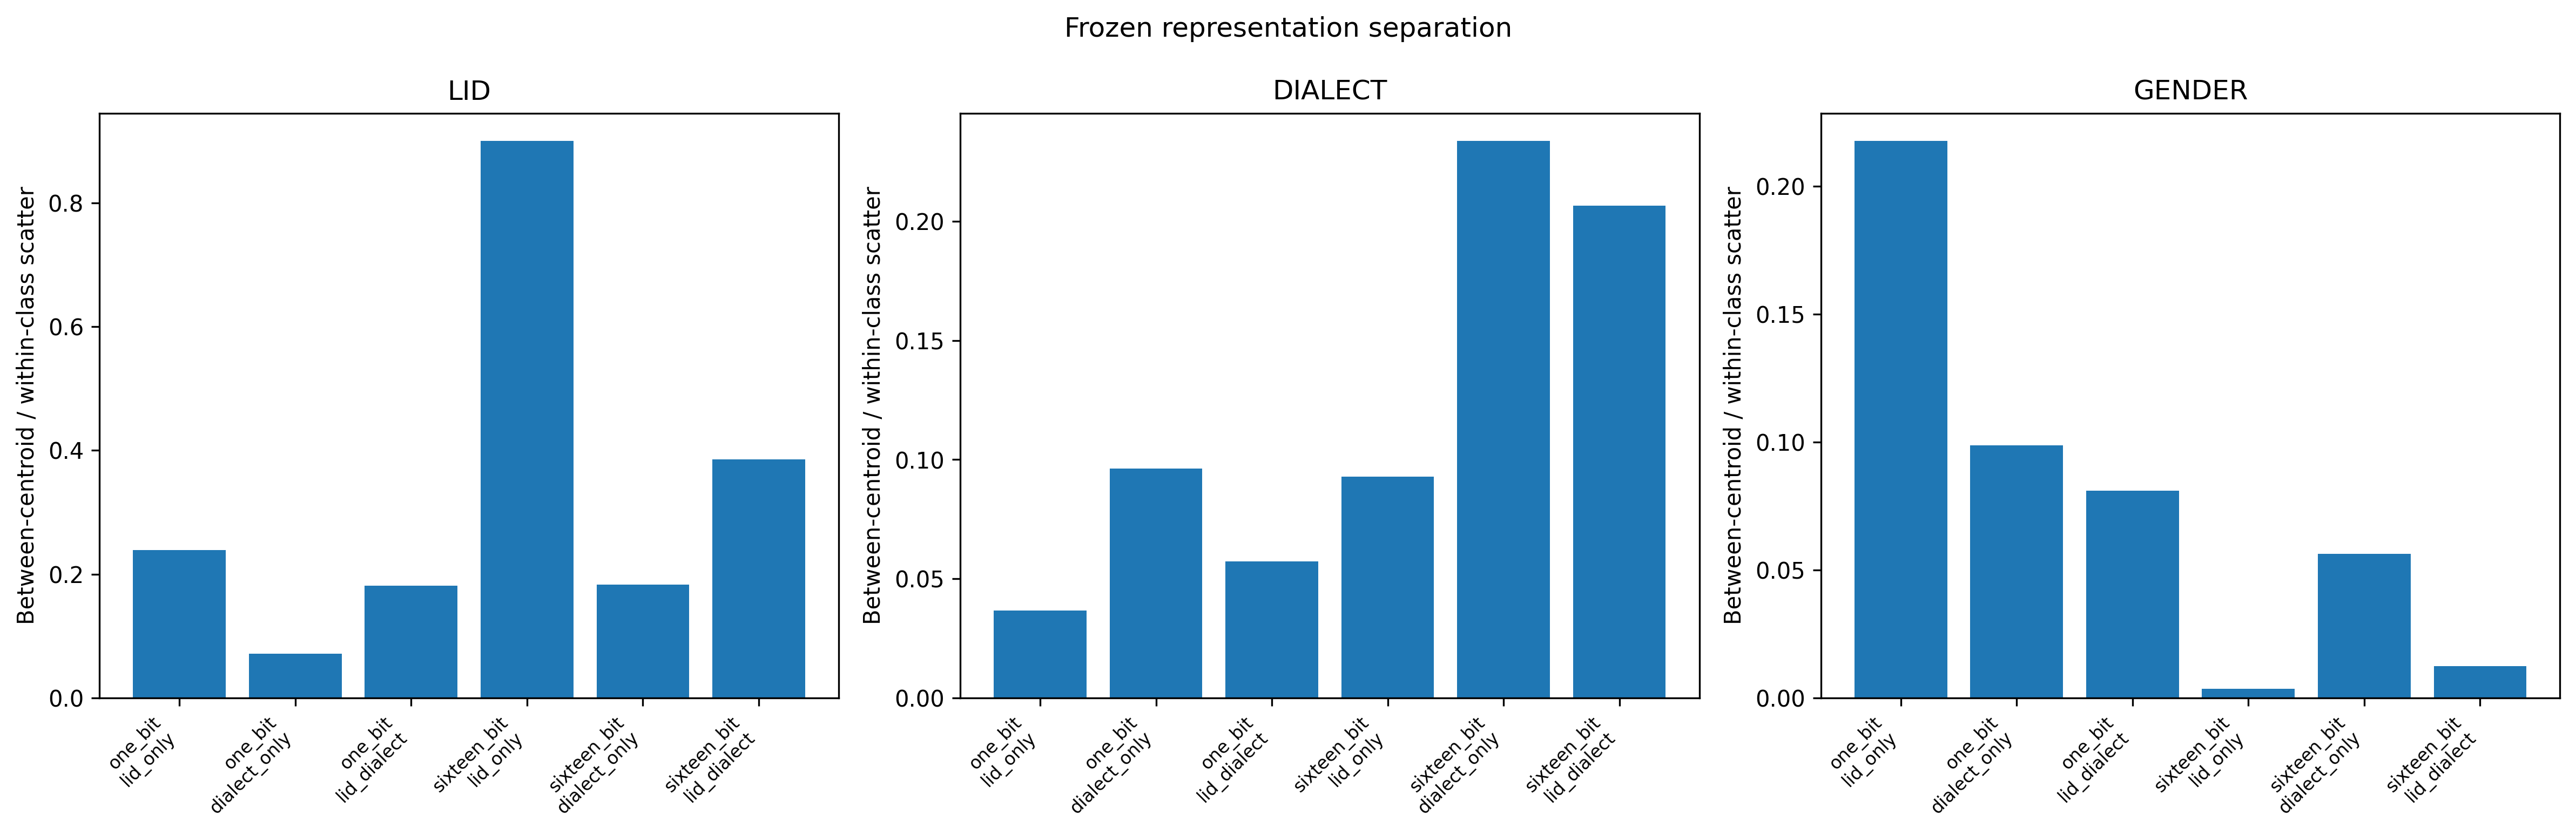 Frozen representation separation
LID
Between-centroid / within-class scatter
0.8
0.6
0.4
0.2
0.0
one_bit
lid_only
one_bit
dialect_only
one_bit
lid_dialect
sixteen_bit
lid_only
sixteen_bit
dialect_only
sixteen_bit
lid_dialect
DIALECT
Between-centroid / within-class scatter
0.20
0.15
0.10
0.05
0.00
one_bit
lid_only
one_bit
dialect_only
one_bit
lid_dialect
sixteen_bit
lid_only
sixteen_bit
dialect_only
sixteen_bit
lid_dialect
GENDER
Between-centroid / within-class scatter
0.20
0.15
0.10
0.05
0.00
one_bit
lid_only
one_bit
dialect_only
one_bit
lid_dialect
sixteen_bit
lid_only
sixteen_bit
dialect_only
sixteen_bit
lid_dialect